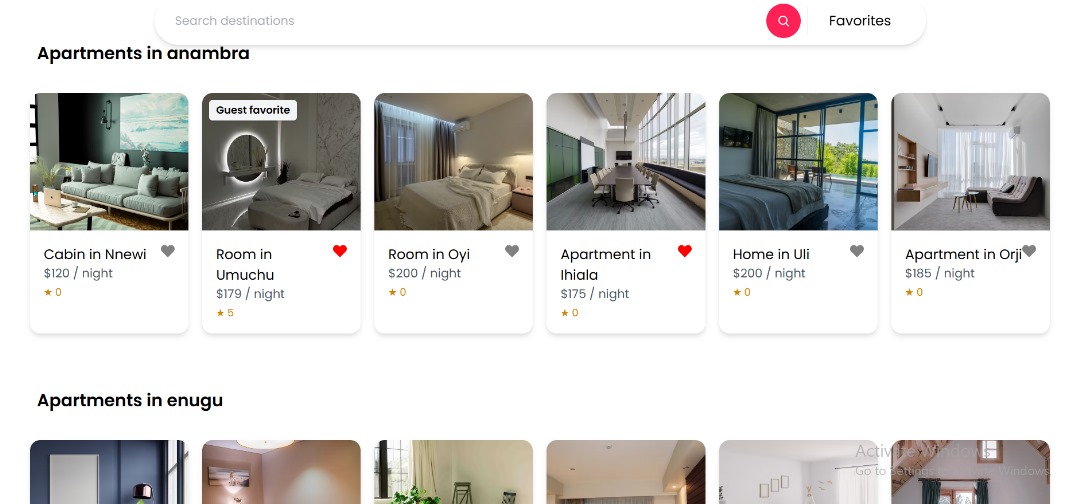 Search destinations
Favorites
Apartments in anambra
Guest favorite
Cabin in Nnewi
$120 / night
★ 0
Room in
Umuchu
$179 / night
★ 5
Room in Oyi
$200 / night
★ 0
Apartment in
Ihiala
$175 / night
★ 0
Home in Uli
$200 / night
★ 0
Apartment in Orji
$185 / night
★ 0
Apartments in enugu
Activate Windows
Go to Settings to activate Windows.